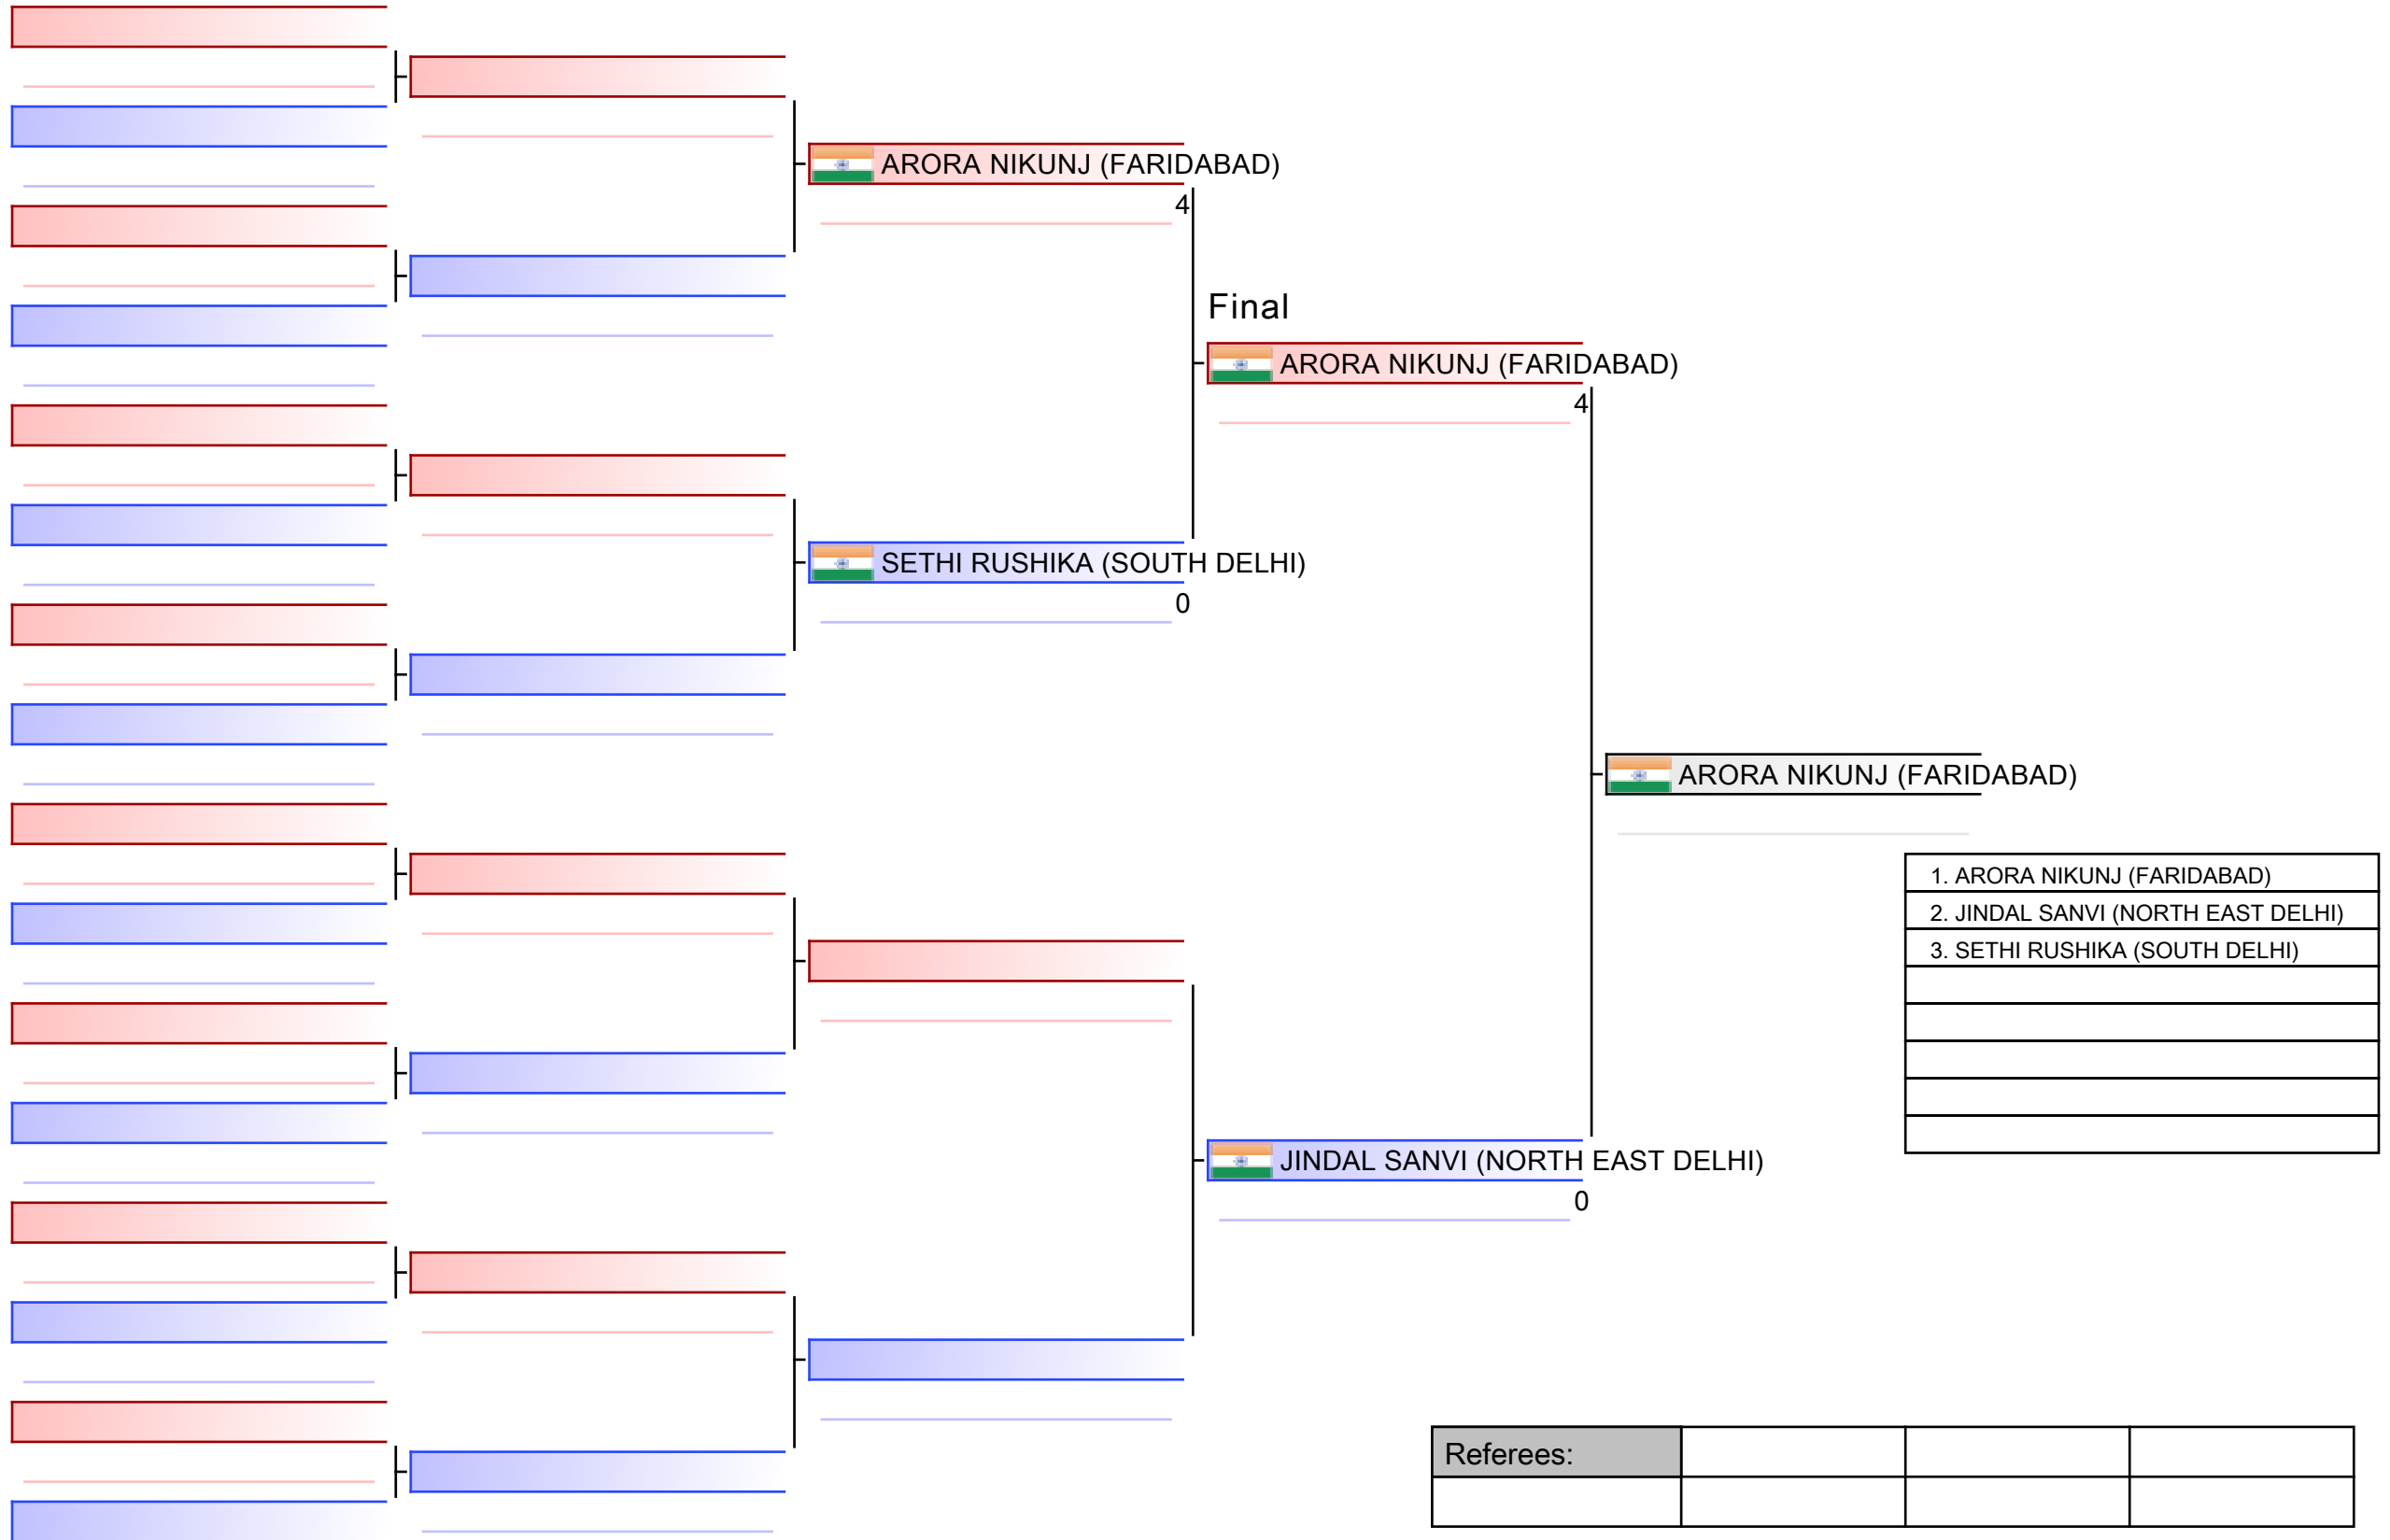 ARORA NIKUNJ (FARIDABAD)
4
Final
ARORA NIKUNJ (FARIDABAD)
4
SETHI RUSHIKA (SOUTH DELHI)
0
ARORA NIKUNJ (FARIDABAD)
1. ARORA NIKUNJ (FARIDABAD)
2. JINDAL SANVI (NORTH EAST DELHI)
3. SETHI RUSHIKA (SOUTH DELHI)
JINDAL SANVI (NORTH EAST DELHI)
0
Referees: